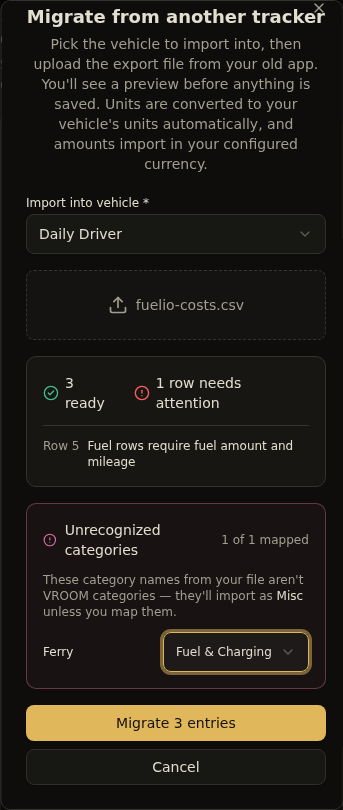 Migrate from another tracker
Pick the vehicle to import into, then
upload the export file from your old app.
You'll see a preview before anything is
saved. Units are converted to your
vehicle's units automatically, and
amounts import in your configured
currency.
Import into vehicle *
Daily Driver
fuelio-costs.csv
3
ready
1 row needs
attention
Row 5 Fuel rows require fuel amount and
mileage
Unrecognized
categories
1 of 1 mapped
These category names from your file aren't
VROOM categories — they'll import as Misc
unless you map them.
Ferry
Fuel & Charging
Migrate 3 entries
Cancel